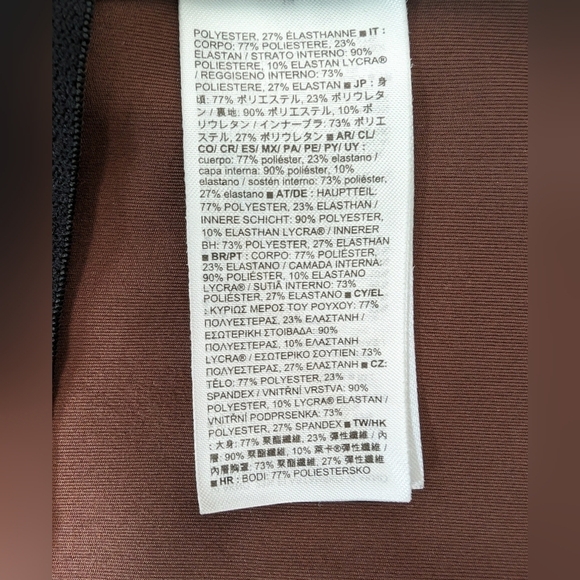 POLYESTER, 27% ÉLASTHANNE ■ IT :
CORPO: 77% POLIESTERE, 23%
ELASTAN / STRATO INTERNO: 90%
POLIESTERE, 10% ELASTAN LYCRA®
/ REGGISENO INTERNO: 73%
POLIESTERE, 27% ELASTAN ■ JP : 身
頃: 77% ポリエステル, 23% ポリウレタ
ン / 裏地: 90% ポリエステル, 10% ポ
リウレタン / インナーブラ: 73% ポリエ
ステル, 27% ポリウレタン ■ AR/ CL/
CO/ CR/ ES/ MX/ PA/ PE/ PY/ UY :
cuerpo: 77% poliéster, 23% elastano /
capa interna: 90% poliéster, 10%
elastano / sostén interno: 73% poliéster,
27% elastano ■ AT/DE : HAUPTTEIL:
77% POLYESTER, 23% ELASTHAN /
INNERE SCHICHT: 90% POLYESTER,
10% ELASTHAN LYCRA® / INNERER
BH: 73% POLYESTER, 27% ELASTHAN
■ BR/PT : CORPO: 77% POLIÉSTER,
23% ELASTANO / CAMADA INTERNA:
90% POLIÉSTER, 10% ELASTANO
LYCRA® / SUTIÃ INTERNO: 73%
POLIÉSTER, 27% ELASTANO ■ CY/EL
: ΚΥΡΙΩΣ ΜΕΡΟΣ ΤΟΥ ΡΟΥΧΟΥ: 77%
ΠΟΛΥΕΣΤΕΡΑΣ, 23% ΕΛΑΣΤΑΝΗ /
ΕΣΩΤΕΡΙΚΗ ΣΤΟΙΒΑΔΑ: 90%
ΠΟΛΥΕΣΤΕΡΑΣ, 10% ΕΛΑΣΤΑΝΗ
LYCRA® / ΕΣΩΤΕΡΙΚΟ ΣΟΥΤΙΕΝ: 73%
ΠΟΛΥΕΣΤΕΡΑΣ, 27% ΕΛΑΣΤΑΝΗ ■ CZ:
TĚLO: 77% POLYESTER, 23%
SPANDEX / VNITŘNÍ VRSTVA: 90%
POLYESTER, 10% LYCRA® ELASTAN /
VNITŘNÍ PODPRSENKA: 73%
POLYESTER, 27% SPANDEX ■ TW/HK
: 大身: 77% 聚酯纖維, 23% 彈性纖維 / 內
層: 90% 聚酯纖維, 10% 萊卡®彈性纖維 /
內層胸罩: 73% 聚酯纖維, 27% 彈性纖維
■ HR : BODI: 77% POLIESTERSKO